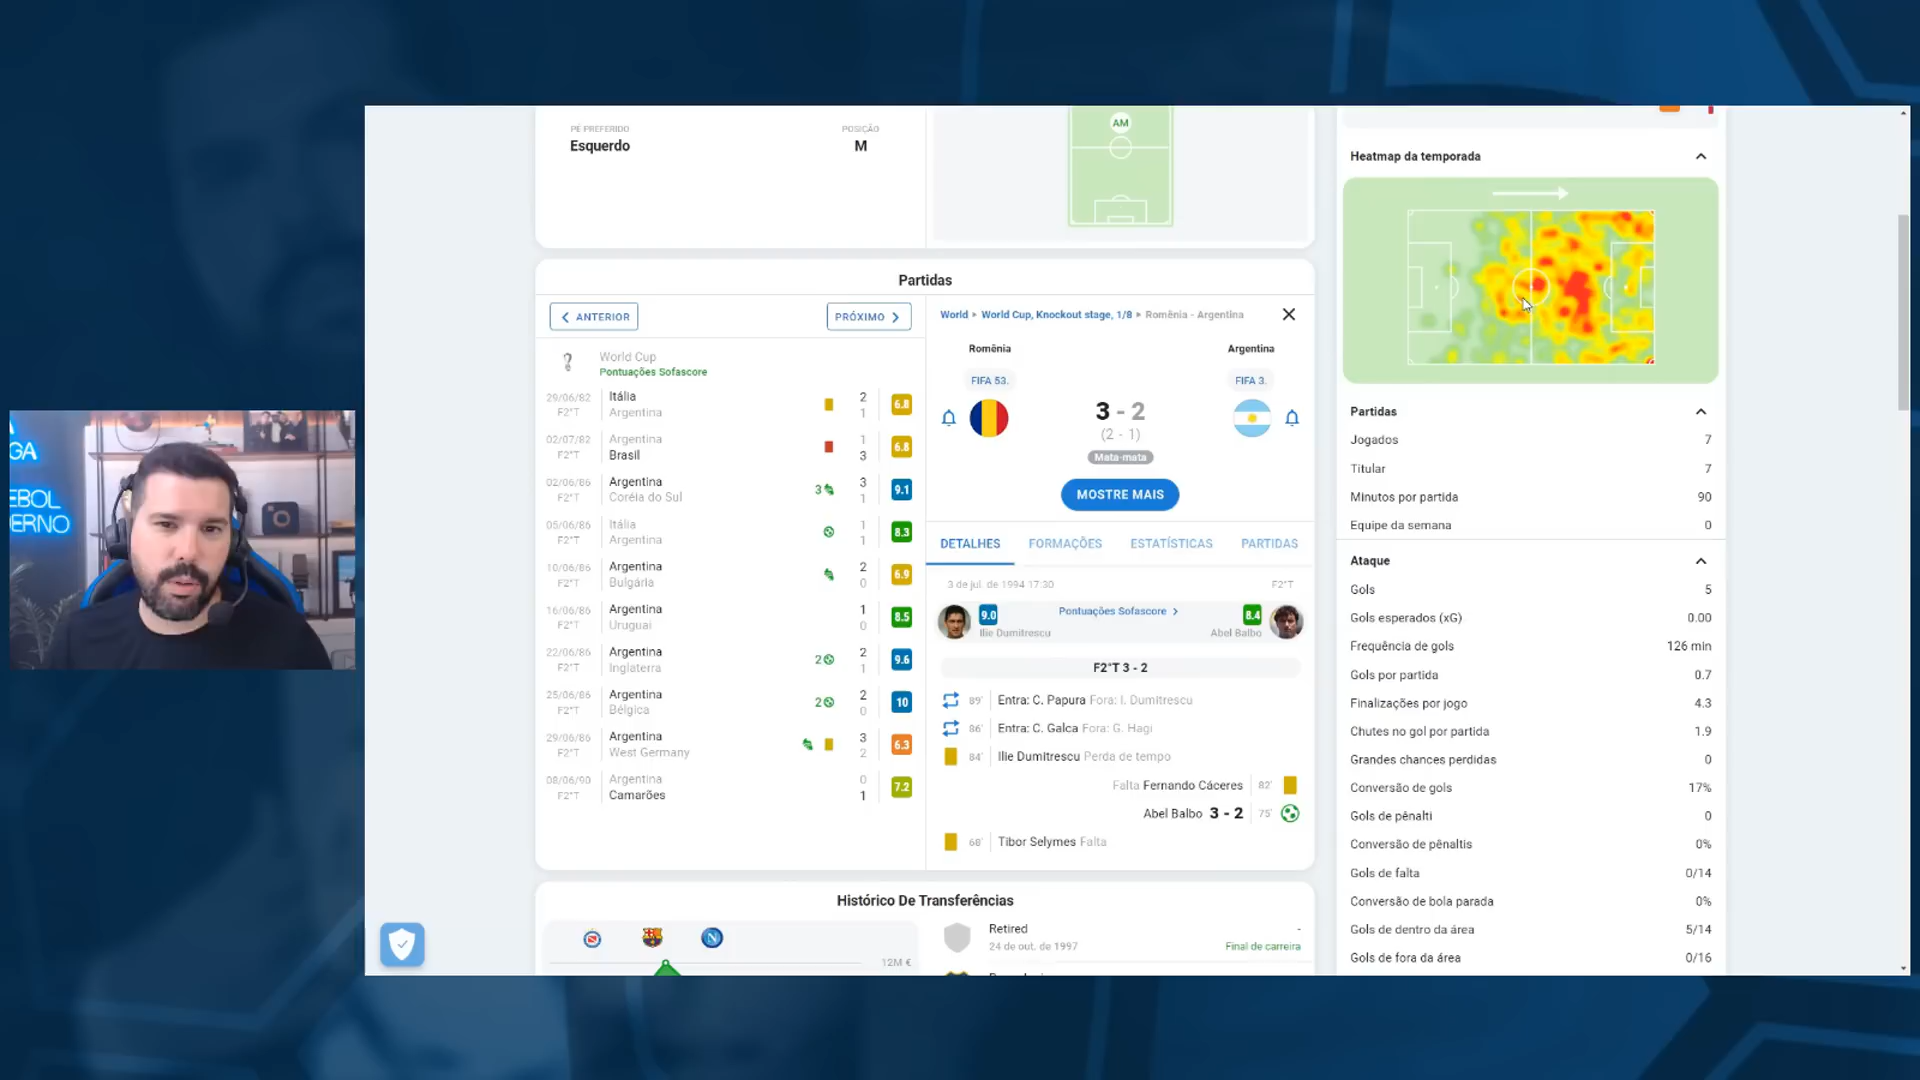 GA
EBOL
ERNO
PÉ PREFERIDO
Esquerdo
POSIÇÃO
M
AM
Partidas
ANTERIOR
PRÓXIMO
World Cup
Pontuações Sofascore
29/06/82 Itália 2 6.8
F2°T Argentina 1
02/07/82 Argentina 1 6.8
F2°T Brasil 3
02/06/86 Argentina 3 3 9.1
F2°T Coréia do Sul 1
05/06/86 Itália 1 8.3
F2°T Argentina 1
10/06/86 Argentina 2 6.9
F2°T Bulgária 0
16/06/86 Argentina 1 8.5
F2°T Uruguai 0
22/06/86 Argentina 2 2 9.6
F2°T Inglaterra 1
25/06/86 Argentina 2 2 10
F2°T Bélgica 0
29/06/86 Argentina 3 6.3
F2°T West Germany 2
08/06/90 Argentina 0 7.2
F2°T Camarões 1
World World Cup, Knockout stage, 1/8 Romênia - Argentina
Romênia
Argentina
FIFA 53.
FIFA 3.
3 - 2
(2 - 1)
Mata-mata
MOSTRE MAIS
DETALHES FORMAÇÕES ESTATÍSTICAS PARTIDAS
3 de jul. de 1994 17:30 F2°T
9.0 Pontuações Sofascore 8.4
Ilie Dumitrescu Abel Balbo
F2°T 3 - 2
89' Entra: C. Papura Fora: I. Dumitrescu
86' Entra: C. Galca Fora: G. Hagi
84' Ilie Dumitrescu Perda de tempo
Falta Fernando Cáceres 82'
Abel Balbo 3 - 2 75'
68' Tibor Selymes Falta
Histórico De Transferências
12M €
Retired -
24 de out. de 1997 Final de carreira
Heatmap da temporada
Partidas
Jogados 7
Titular 7
Minutos por partida 90
Equipe da semana 0
Ataque
Gols 5
Gols esperados (xG) 0.00
Frequência de gols 126 min
Gols por partida 0.7
Finalizações por jogo 4.3
Chutes no gol por partida 1.9
Grandes chances perdidas 0
Conversão de gols 17%
Gols de pênalti 0
Conversão de pênaltis 0%
Gols de falta 0/14
Conversão de bola parada 0%
Gols de dentro da área 5/14
Gols de fora da área 0/16